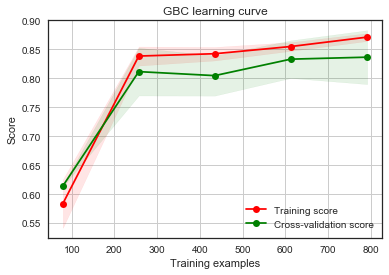 GBC learning curve
0.90
0.85
0.80
0.75
0.70
0.65
0.60
0.55
Score
Training score
Cross-validation score
100 200 300 400 500 600 700 800
Training examples